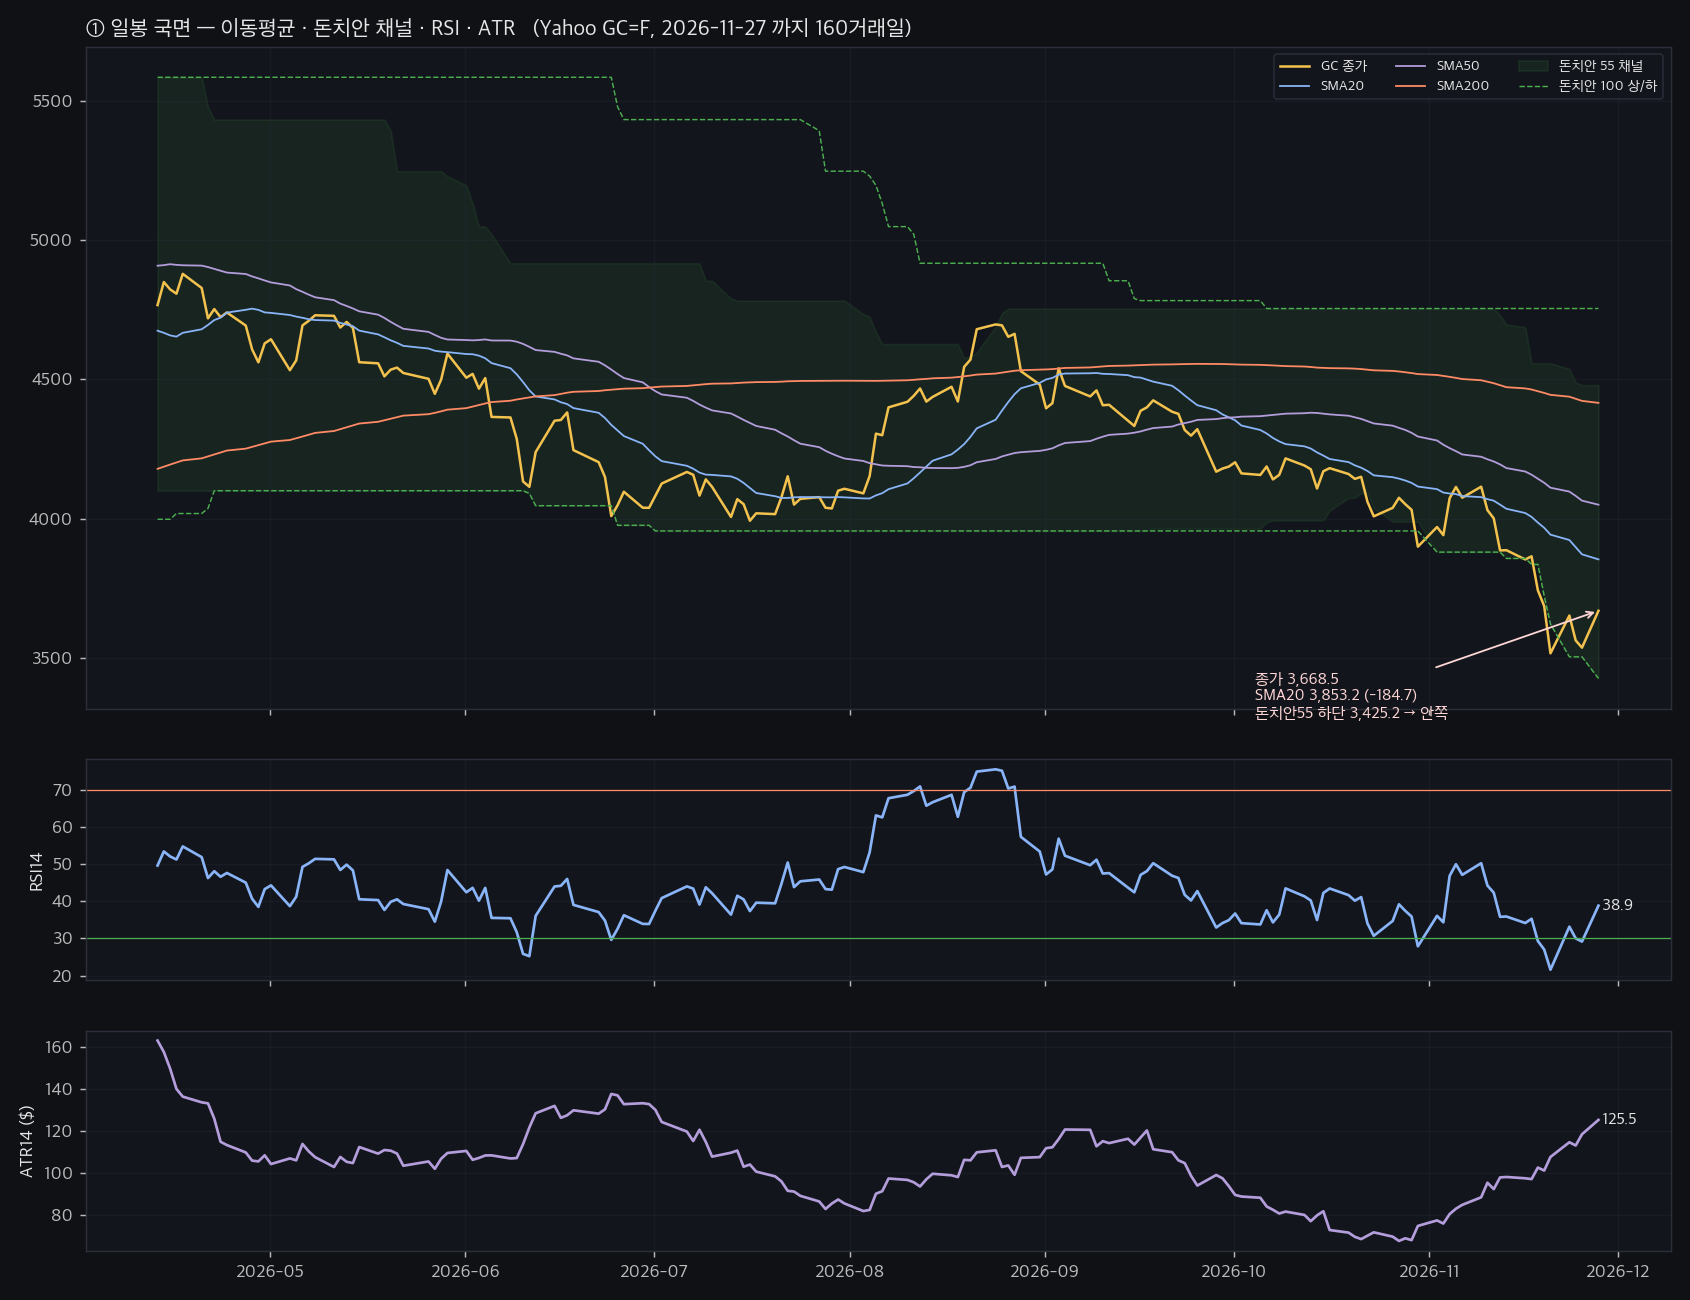 ① 일봉 국면 — 이동평균 · 돈치안 채널 · RSI · ATR (Yahoo GC=F, 2026-11-27 까지 160거래일)
GC 종가
SMA20
SMA50
SMA200
돈치안 55 채널
돈치안 100 상/하
5500
5000
4500
4000
3500
종가 3,668.5
SMA20 3,853.2 (-184.7)
돈치안55 하단 3,425.2 → 안쪽
RSI14
70
60
50
40
30
20
38.9
ATR14 ($)
160
140
120
100
80
125.5
2026-05
2026-06
2026-07
2026-08
2026-09
2026-10
2026-11
2026-12